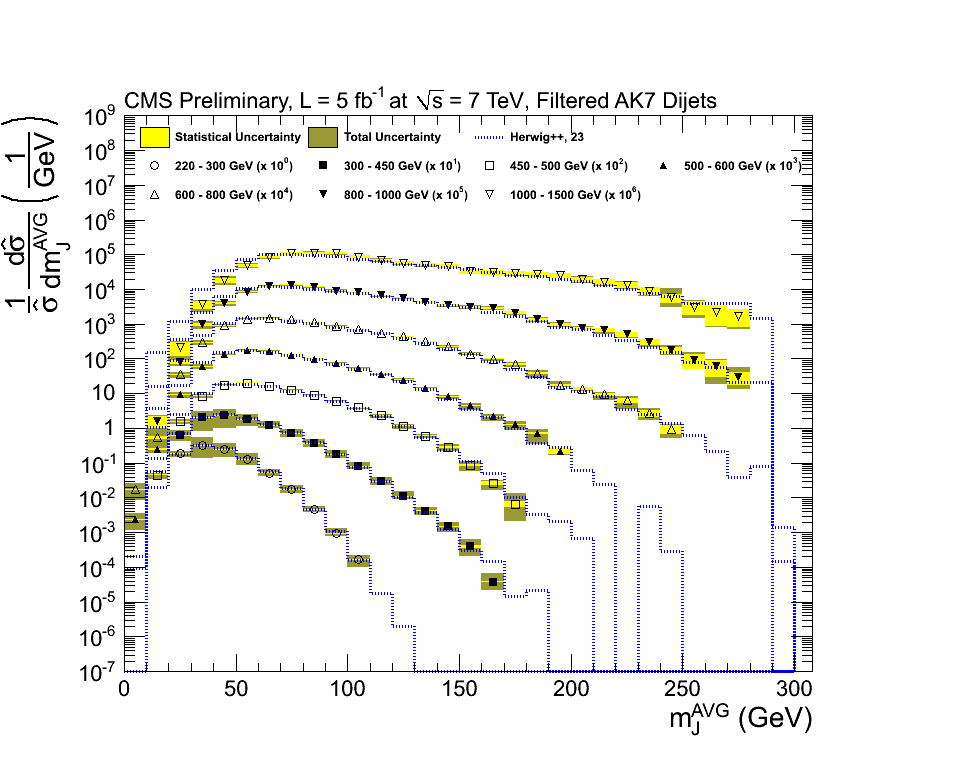 CMS Preliminary, L = 5 fb⁻¹ at √s = 7 TeV, Filtered AK7 Dijets
1/σ̂ dσ̂/dm_J^AVG (1/GeV)
Statistical Uncertainty Total Uncertainty Herwig++, 23
220 - 300 GeV (x 10⁰) 300 - 450 GeV (x 10¹) 450 - 500 GeV (x 10²) 500 - 600 GeV (x 10³)
600 - 800 GeV (x 10⁴) 800 - 1000 GeV (x 10⁵) 1000 - 1500 GeV (x 10⁶)
10⁹
10⁸
10⁷
10⁶
10⁵
10⁴
10³
10²
10
1
10⁻¹
10⁻²
10⁻³
10⁻⁴
10⁻⁵
10⁻⁶
10⁻⁷
0 50 100 150 200 250 300
m_J^AVG (GeV)